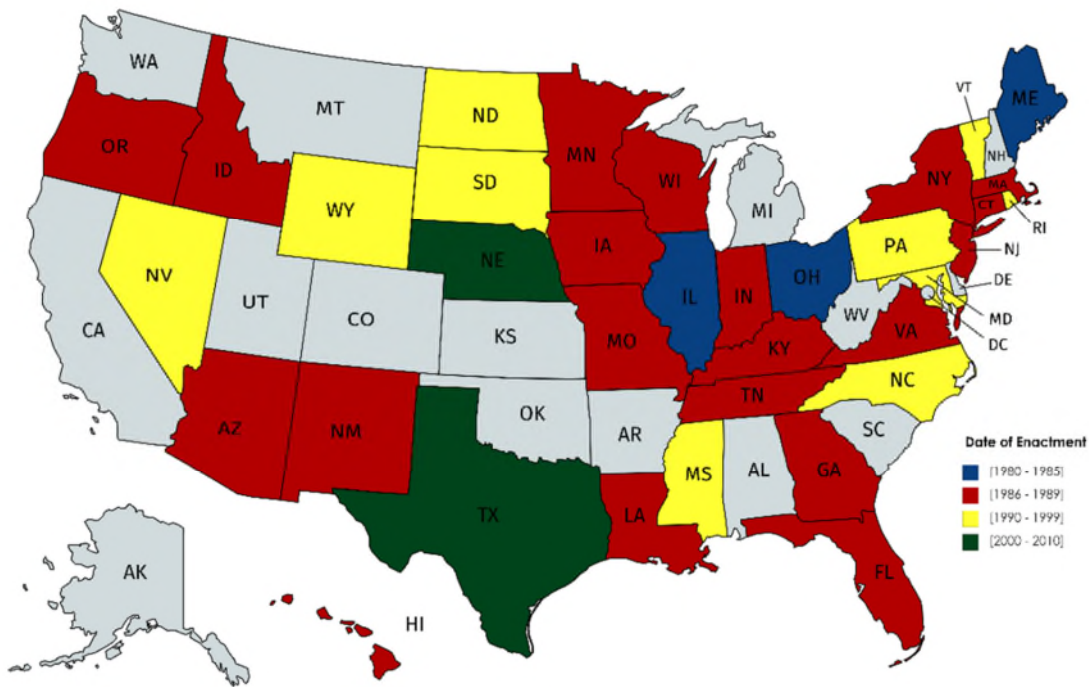 WA
MT
ND
MN
VT
ME
OR
ID
NH
WI
NY
MA
SD
WY
MI
CT
RI
PA
NJ
IA
NE
NV
OH
DE
UT
IL
IN
CA
CO
WV
MD
KS
MO
VA
DC
KY
NC
TN
OK
AZ
NM
AR
SC
Date of Enactment
[1980 - 1985]
MS
AL
GA
[1986 - 1989]
TX
LA
[1990 - 1999]
[2000 - 2010]
AK
FL
HI